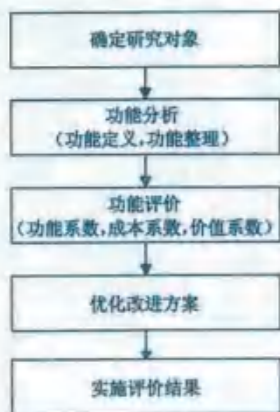 确定研究对象
功能分析
(功能定义,功能整理)
功能评价
(功能系数,成本系数,价值系数)
优化改进方案
实施评价结果